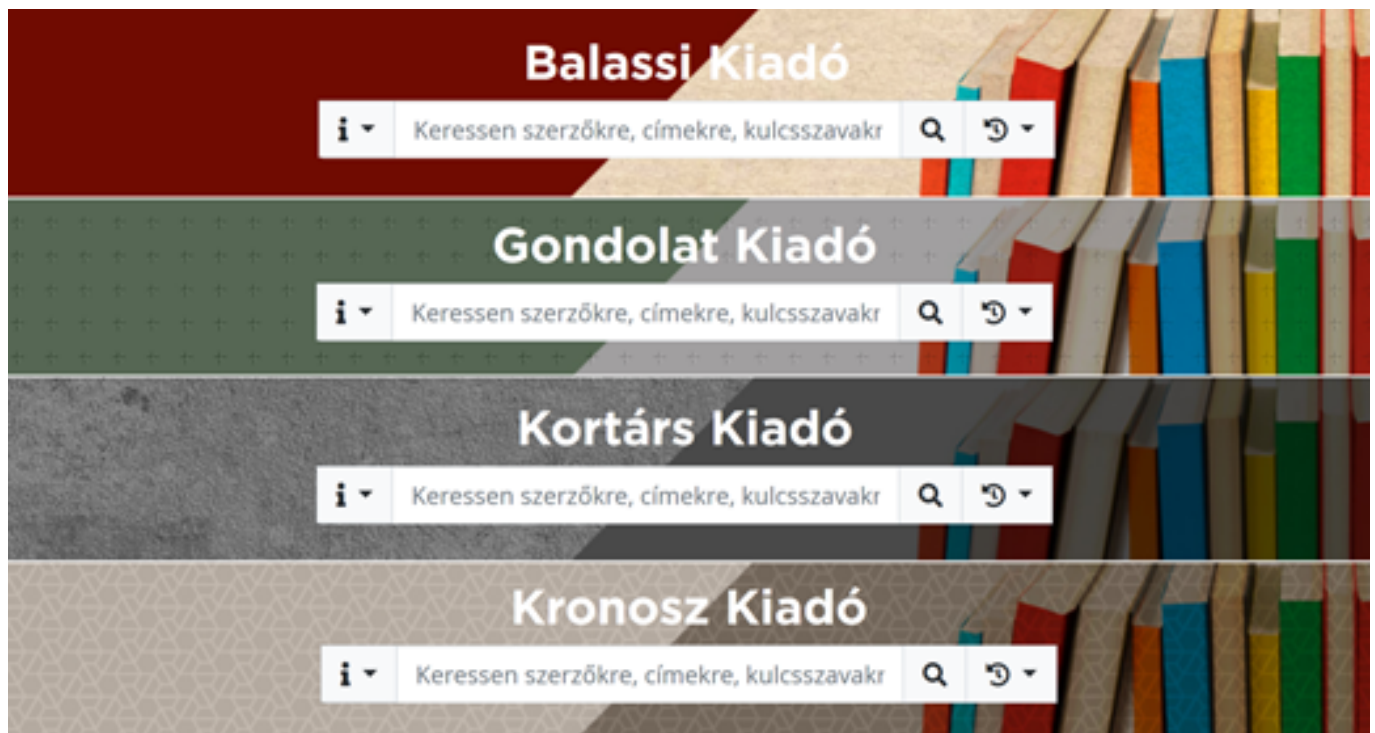 Balassi Kiadó
i Keressen szerzőkre, címekre, kulcsszavakr
Gondolat Kiadó
i Keressen szerzőkre, címekre, kulcsszavakr
Kortárs Kiadó
i Keressen szerzőkre, címekre, kulcsszavakr
Kronosz Kiadó
i Keressen szerzőkre, címekre, kulcsszavakr